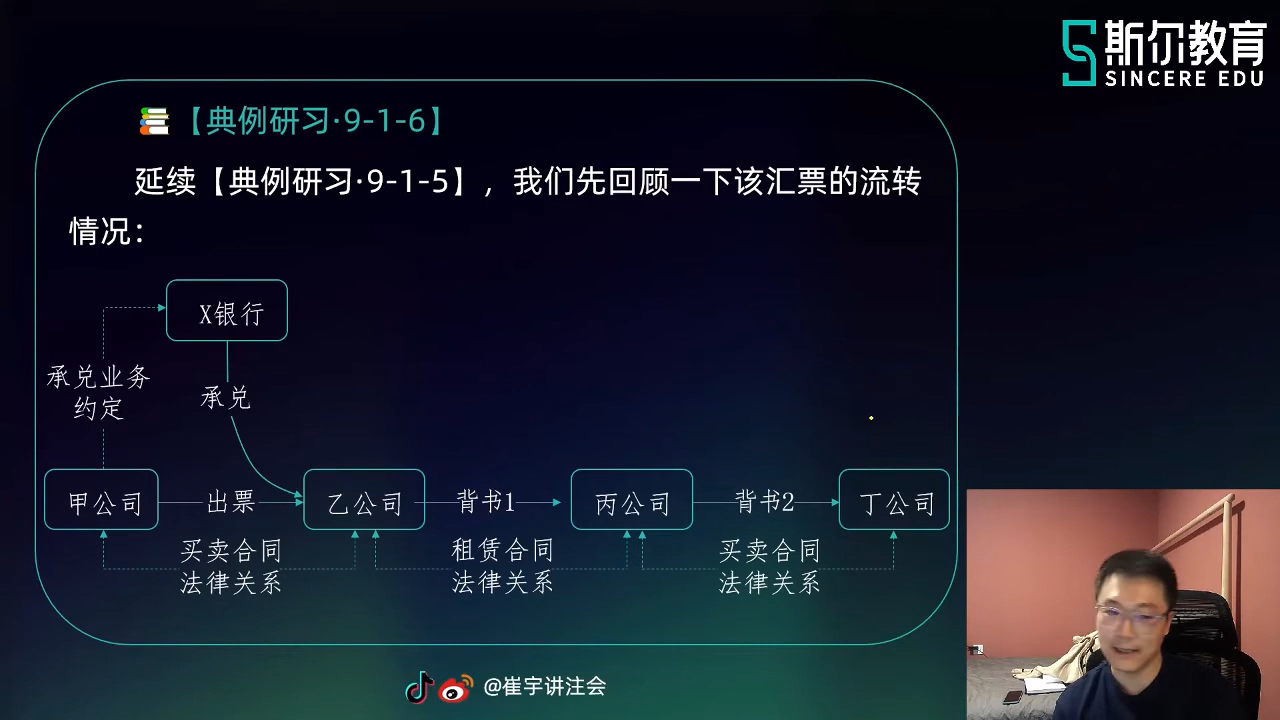 斯尔教育
SINCERE EDU
【典例研习·9-1-6】
延续【典例研习·9-1-5】，我们先回顾一下该汇票的流转
情况：
X银行
承兑业务
约定
承兑
甲公司
出票
乙公司
背书1
丙公司
背书2
丁公司
买卖合同
法律关系
租赁合同
法律关系
买卖合同
法律关系
@崔宇讲注会